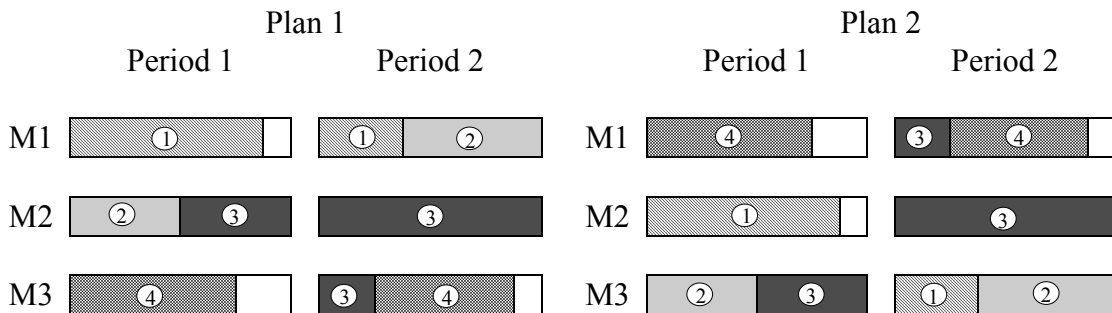 Plan 1 Plan 2
Period 1 Period 2 Period 1 Period 2
M1 1 1 2 M1 4 3 4
M2 2 3 3 M2 1 3
M3 4 3 4 M3 2 3 1 2